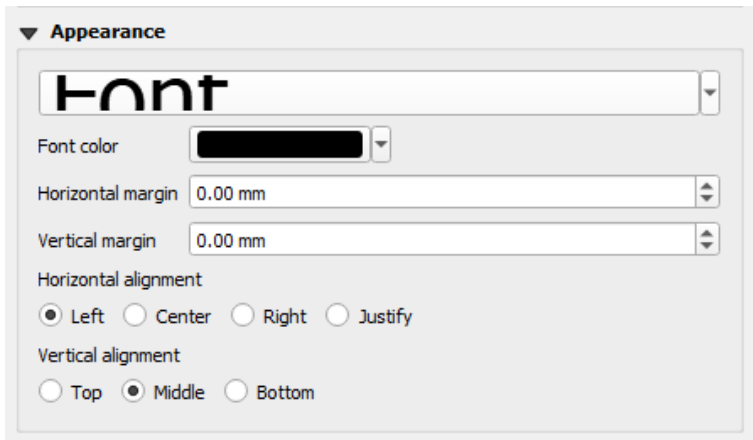 Appearance
Font
Font color
Horizontal margin 0.00 mm
Vertical margin 0.00 mm
Horizontal alignment
Left Center Right Justify
Vertical alignment
Top Middle Bottom